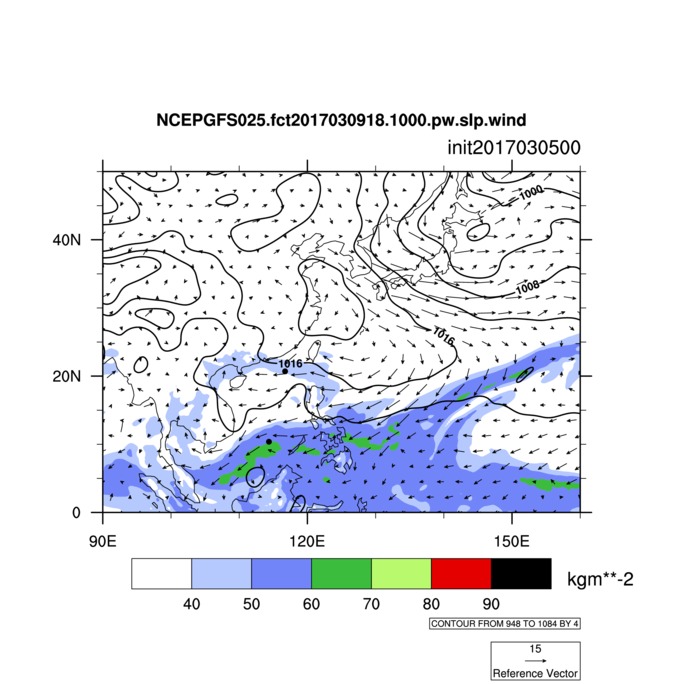 NCEPGFS025.fct2017030918.1000.pw.slp.wind
init2017030500
1000
40N
1008
1016
1016
20N
0
90E 120E 150E
kgm**-2
40 50 60 70 80 90
CONTOUR FROM 948 TO 1084 BY 4
15
Reference Vector